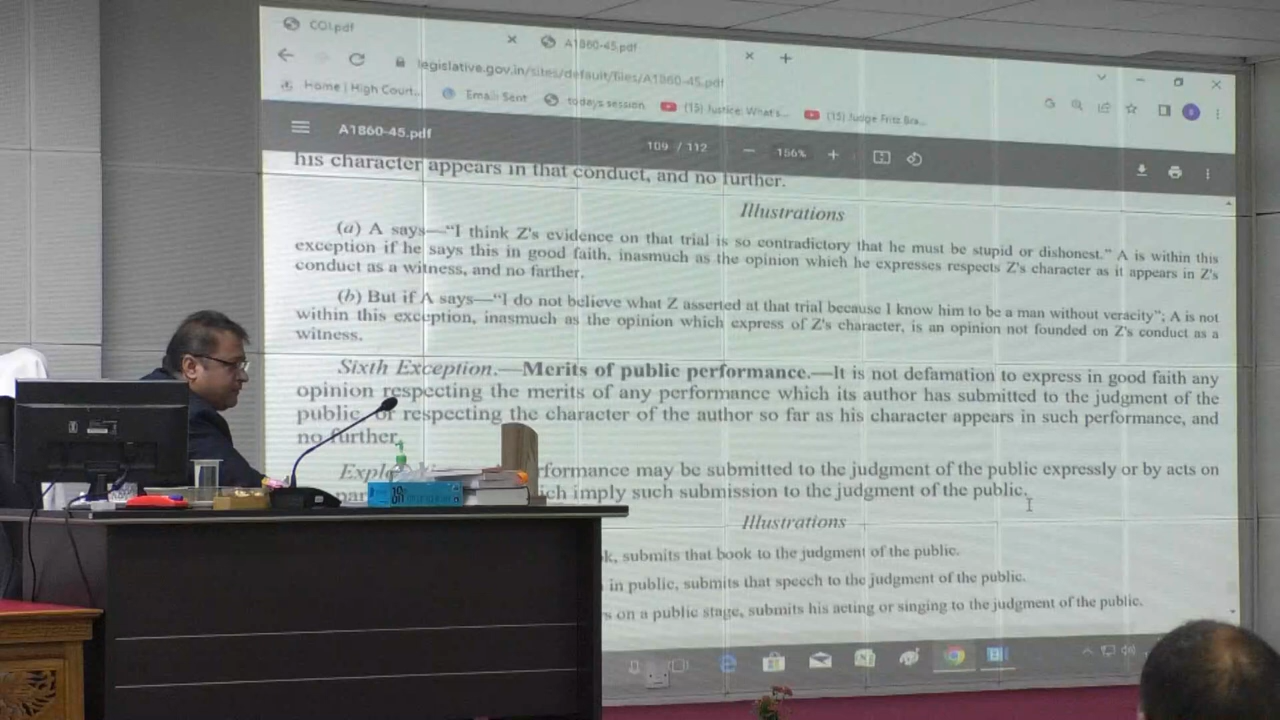 COI.pdf
A1860-45.pdf
legislative.gov.in/sites/default/files/A1860-45.pdf
Home | High Court...
Email: Sent
todays session
(15) Justice: What's...
(15) Judge Fritz Bra...
A1860-45.pdf
109 / 112
156%
his character appears in that conduct, and no further.
Illustrations
(a) A says—“I think Z's evidence on that trial is so contradictory that he must be stupid or dishonest.” A is within this
exception if he says this in good faith, inasmuch as the opinion which he expresses respects Z's character as it appears in Z's
conduct as a witness, and no farther.
(b) But if A says—“I do not believe what Z asserted at that trial because I know him to be a man without veracity”; A is not
within this exception, inasmuch as the opinion which express of Z's character, is an opinion not founded on Z's conduct as a
witness.
Sixth Exception.—Merits of public performance.—It is not defamation to express in good faith any
opinion respecting the merits of any performance which its author has submitted to the judgment of the
public, or respecting the character of the author so far as his character appears in such performance, and
no further.
Expla rformance may be submitted to the judgment of the public expressly or by acts on
par ch imply such submission to the judgment of the public.
Illustrations
k, submits that book to the judgment of the public.
in public, submits that speech to the judgment of the public.
s on a public stage, submits his acting or singing to the judgment of the public.